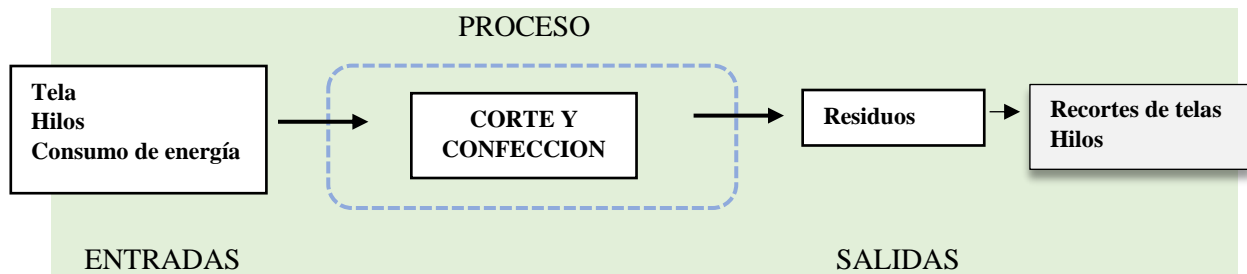 PROCESO
Tela
Hilos
Consumo de energía
CORTE Y
CONFECCION
Residuos
Recortes de telas
Hilos
ENTRADAS
SALIDAS